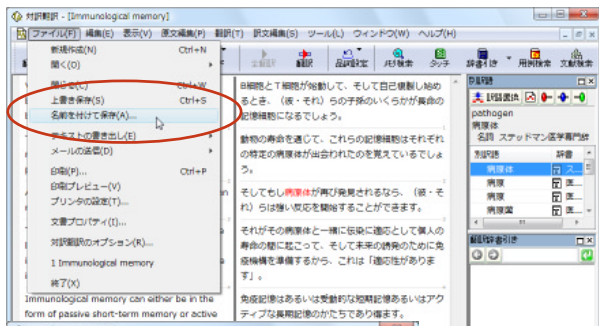 対訳翻訳 - [Immunological memory]
ファイル(F) 編集(E) 表示(V) 原文編集(P) 翻訳(T) 訳文編集(S) ツール(L) ウィンドウ(W) ヘルプ(H)
全翻訳 翻訳 品詞設定 用例検索 文献検索
新規作成(N) Ctrl+N
開く(O)
閉じる(C) Ctrl+W
上書き保存(S) Ctrl+S
名前を付けて保存(A)...
テキストの書き出し(E)
メールの送信(D)
印刷(P)... Ctrl+P
印刷プレビュー(V)
プリンタの設定(T)...
文書プロパティ(I)...
対訳翻訳のオプション(R)...
1 Immunological memory
終了(X)
Immunological memory can either be in the
form of passive short-term memory or active
B細胞とT細胞が始動して、そして自己複製し始め
るとき、(彼・それ)らの子孫のいくらかが長命の
記憶細胞になるでしょう。
動物の寿命を通じて、これらの記憶細胞はそれぞれ
の特定の病原体が出会われたのを覚えているでしょ
う。
そしてもし病原体が再び発見されるなら、(彼・そ
れ)らは強い反応を開始することができます。
それがその病原体と一緒に伝染に適応として個人の
寿命の間に起こって、そして未来の誘発のために免
疫機構を準備するから、これは「適応性がありま
す」。
免疫記憶はあるいは受動的な短期記憶あるいはアク
ティブな長期記憶のかたちであり得ます。
訳語置換
pathogen
病原体
名詞 ステッドマン医学専門辞
別訳語 辞書
病原体 ス...
病原 医...
病原 医...
病原菌 医...